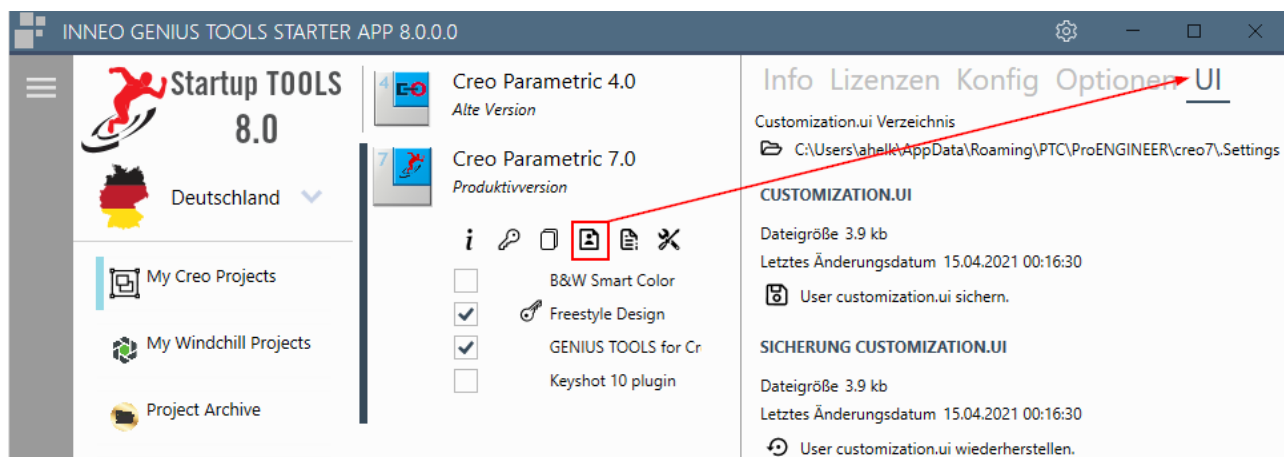 INNEO GENIUS TOOLS STARTER APP 8.0.0.0
Startup TOOLS
8.0
Deutschland
My Creo Projects
My Windchill Projects
Project Archive
4
Creo Parametric 4.0
Alte Version
7
Creo Parametric 7.0
Produktivversion
B&W Smart Color
Freestyle Design
GENIUS TOOLS for Cr
Keyshot 10 plugin
Info Lizenzen Konfig Optionen UI
Customization.ui Verzeichnis
C:\Users\ahelk\AppData\Roaming\PTC\ProENGINEER\creo7\.Settings
CUSTOMIZATION.UI
Dateigröße 3.9 kb
Letztes Änderungsdatum 15.04.2021 00:16:30
User customization.ui sichern.
SICHERUNG CUSTOMIZATION.UI
Dateigröße 3.9 kb
Letztes Änderungsdatum 15.04.2021 00:16:30
User customization.ui wiederherstellen.